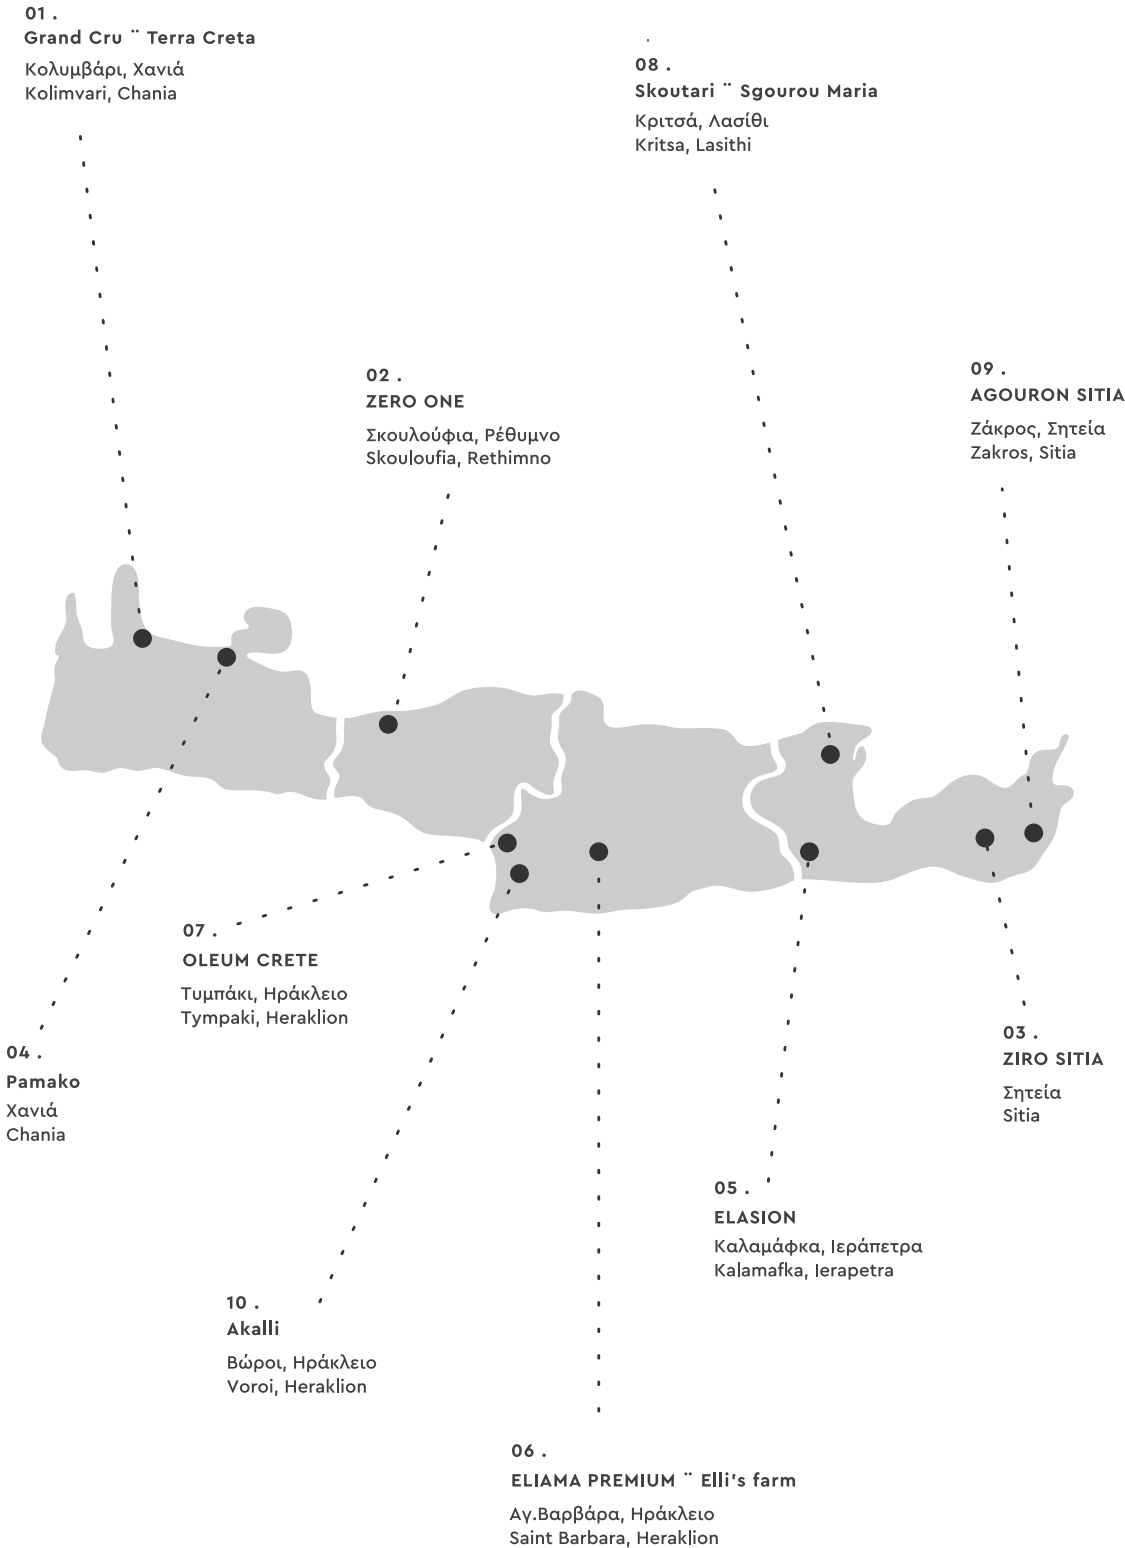 01 .
Grand Cru ¨ Terra Creta
Κολυμβάρι, Χανιά
Kolimvari, Chania
08 .
Skoutari ¨ Sgourou Maria
Κριτσά, Λασίθι
Kritsa, Lasithi
02 .
ZERO ONE
Σκουλούφια, Ρέθυμνο
Skouloufia, Rethimno
09 .
AGOURON SITIA
Ζάκρος, Σητεία
Zakros, Sitia
07 .
OLEUM CRETE
Τυμπάκι, Ηράκλειο
Tympaki, Heraklion
04 .
Pamako
Χανιά
Chania
03 .
ZIRO SITIA
Σητεία
Sitia
05 .
ELASION
Καλαμάφκα, Ιεράπετρα
Kalamafka, Ierapetra
10 .
Akalli
Βώροι, Ηράκλειο
Voroi, Heraklion
06 .
ELIAMA PREMIUM ¨ Elli's farm
Αγ.Βαρβάρα, Ηράκλειο
Saint Barbara, Heraklion